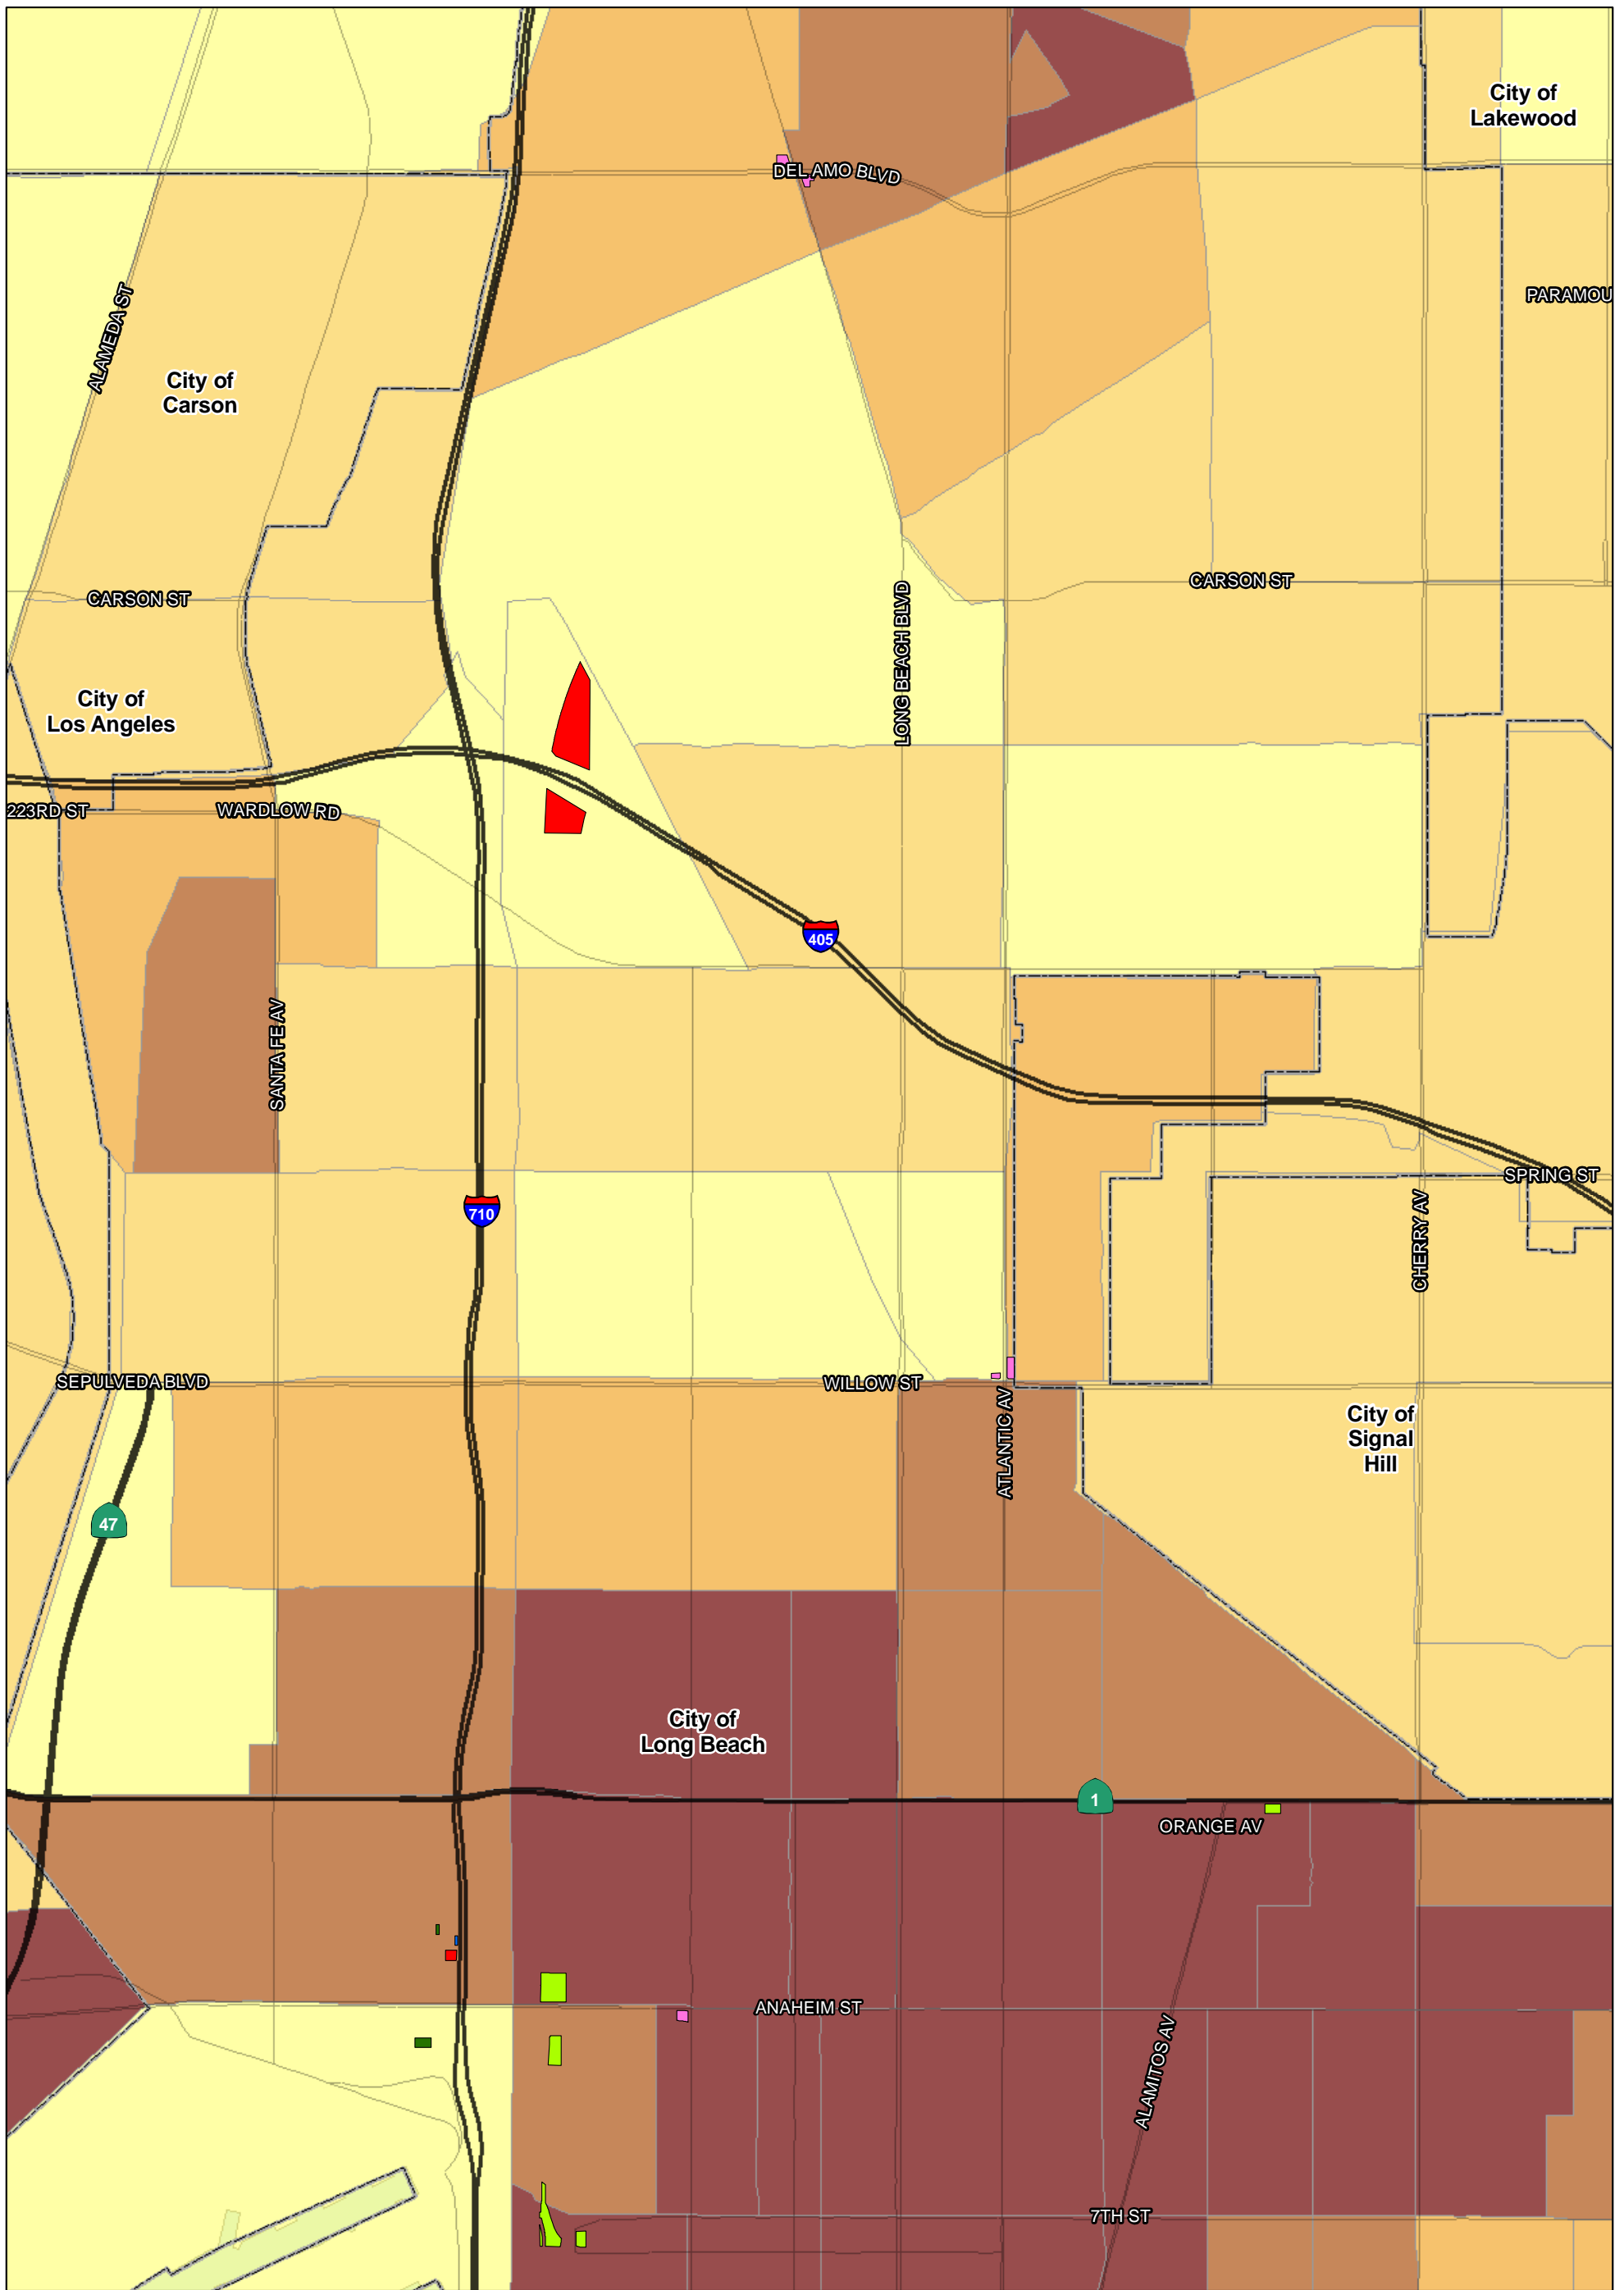 City of
Lakewood
DEL AMO BLVD
ALAMEDA ST
PARAMOU
City of
Carson
CARSON ST
CARSON ST
LONG BEACH BLVD
City of
Los Angeles
223RD ST
WARDLOW RD
405
SANTA FE AV
SPRING ST
710
CHERRY AV
SEPULVEDA BLVD
WILLOW ST
ATLANTIC AV
City of
Signal
Hill
47
City of
Long Beach
1
ORANGE AV
ANAHEIM ST
ALAMITOS AV
7TH ST